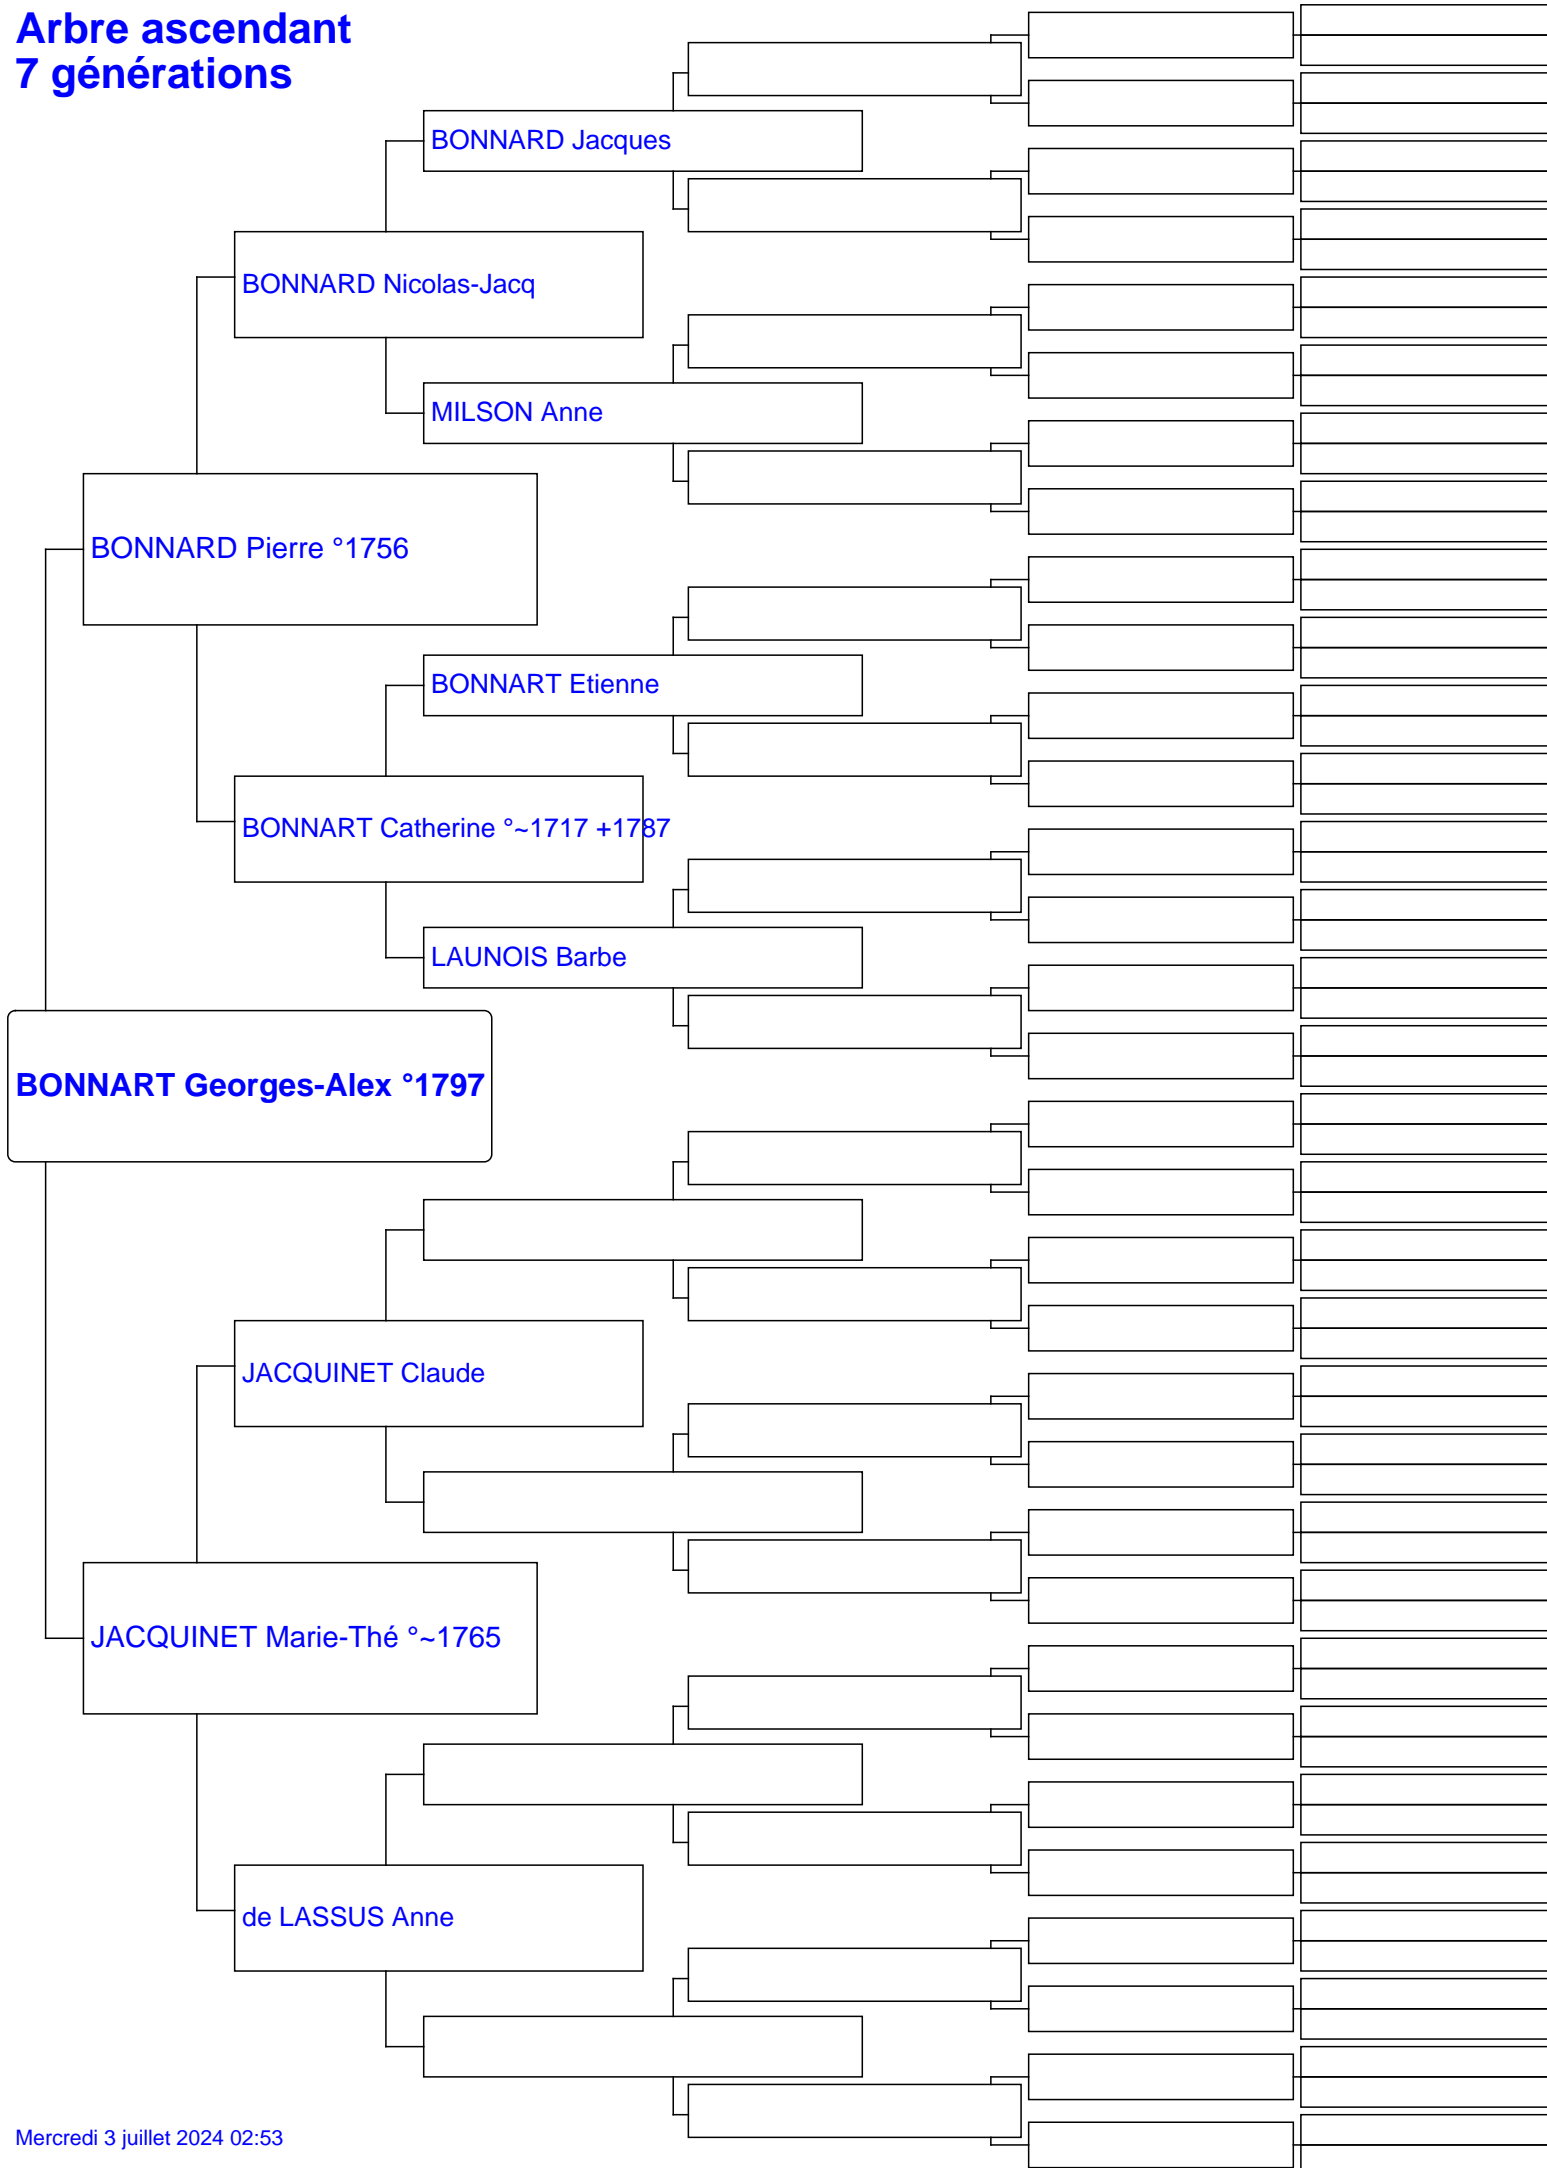 Arbre ascendant
7 générations
BONNARD Jacques
BONNARD Nicolas-Jacq
MILSON Anne
BONNARD Pierre °1756
BONNART Etienne
BONNART Catherine °~1717 +1787
LAUNOIS Barbe
BONNART Georges-Alex °1797
JACQUINET Claude
JACQUINET Marie-Thé °~1765
de LASSUS Anne
Mercredi 3 juillet 2024 02:53